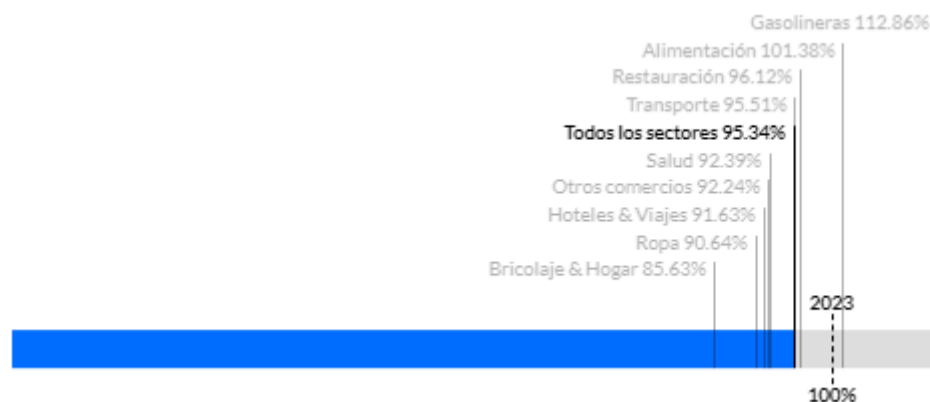 Gasolineras 112.86%
Alimentación 101.38%
Restauración 96.12%
Transporte 95.51%
Todos los sectores 95.34%
Salud 92.39%
Otros comercios 92.24%
Hoteles & Viajes 91.63%
Ropa 90.64%
Bricolaje & Hogar 85.63%
2023
100%